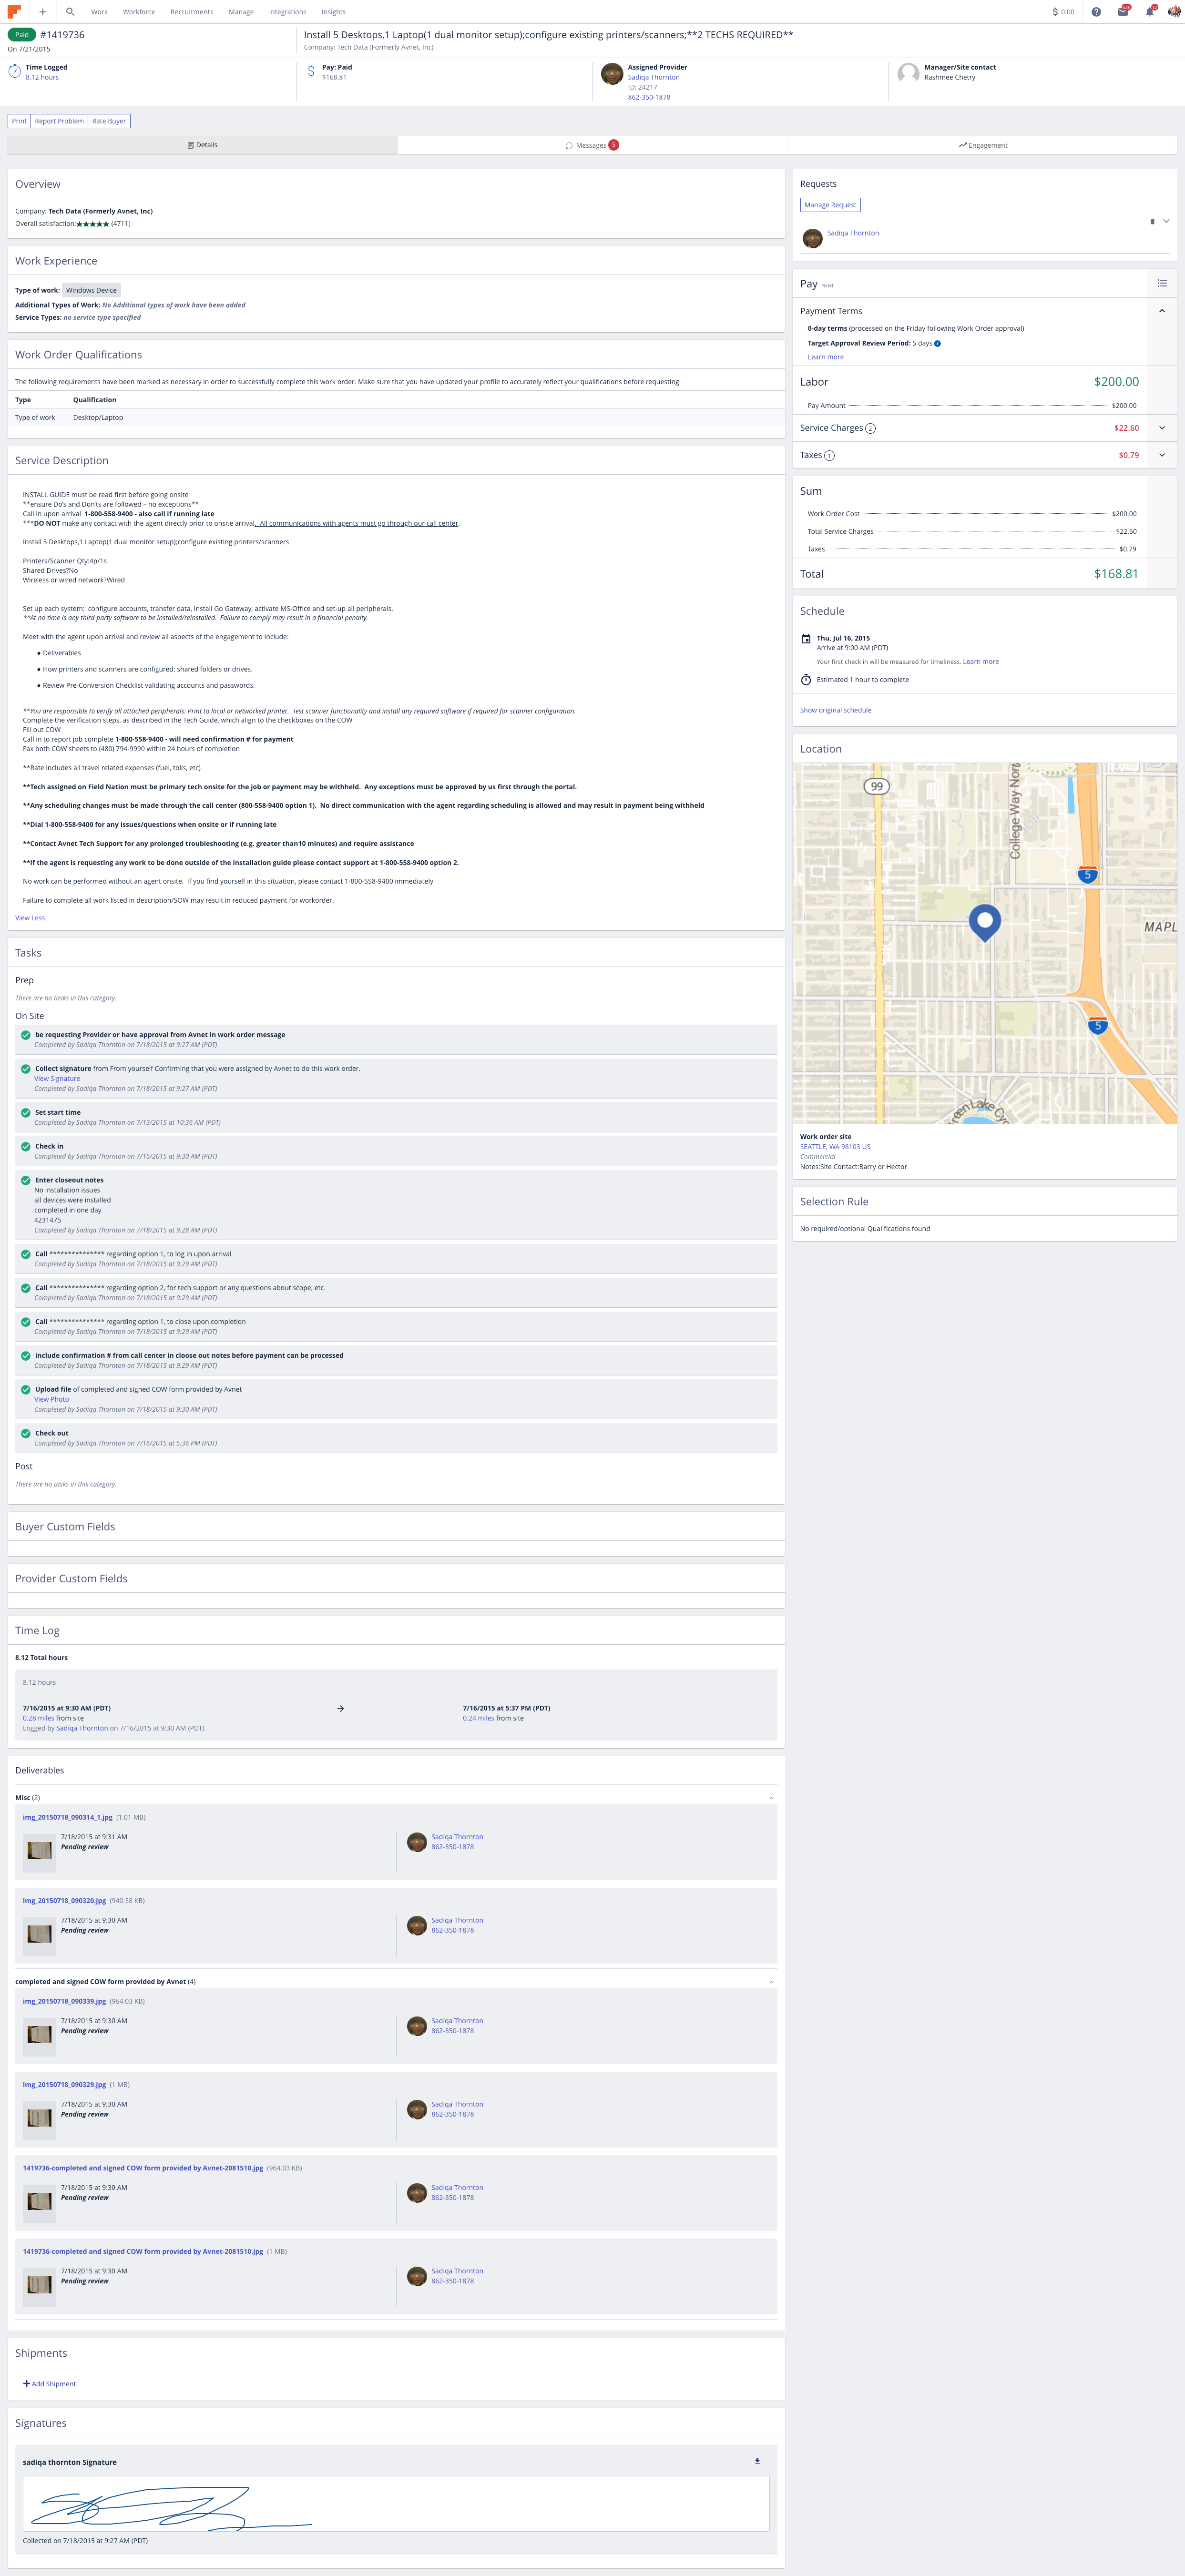 Work Workforce Recruitments Manage Integrations Insights $ 0.00
Paid #1419736
On 7/21/2015
Install 5 Desktops,1 Laptop(1 dual monitor setup);configure existing printers/scanners;**2 TECHS REQUIRED**
Company: Tech Data (Formerly Avnet, Inc)
Time Logged
8.12 hours
Pay: Paid
$168.81
Assigned Provider
Sadiqa Thornton
ID: 24217
862-350-1878
Manager/Site contact
Rashmee Chetry
Print Report Problem Rate Buyer
Details Messages 5 Engagement
Overview
Company: Tech Data (Formerly Avnet, Inc)
Overall satisfaction:★★★★★ (4711)
Work Experience
Type of work: Windows Device
Additional Types of Work: No Additional types of work have been added
Service Types: no service type specified
Work Order Qualifications
The following requirements have been marked as necessary in order to successfully complete this work order. Make sure that you have updated your profile to accurately reflect your qualifications before requesting.
Type Qualification
Type of work Desktop/Laptop
Service Description
INSTALL GUIDE must be read first before going onsite
**ensure Do's and Don'ts are followed – no exceptions**
Call in upon arrival 1-800-558-9400 - also call if running late
***DO NOT make any contact with the agent directly prior to onsite arrival. All communications with agents must go through our call center.
Install 5 Desktops,1 Laptop(1 dual monitor setup);configure existing printers/scanners
Printers/Scanner Qty:4p/1s
Shared Drives?No
Wireless or wired network?Wired
Set up each system: configure accounts, transfer data, install Go Gateway, activate MS-Office and set-up all peripherals.
**At no time is any third party software to be installed/reinstalled. Failure to comply may result in a financial penalty.
Meet with the agent upon arrival and review all aspects of the engagement to include:
● Deliverables
● How printers and scanners are configured; shared folders or drives.
● Review Pre-Conversion Checklist validating accounts and passwords.
**You are responsible to verify all attached peripherals: Print to local or networked printer. Test scanner functionality and install any required software if required for scanner configuration.
Complete the verification steps, as described in the Tech Guide, which align to the checkboxes on the COW
Fill out COW
Call in to report job complete 1-800-558-9400 - will need confirmation # for payment
Fax both COW sheets to (480) 794-9990 within 24 hours of completion
**Rate includes all travel related expenses (fuel, tolls, etc)
**Tech assigned on Field Nation must be primary tech onsite for the job or payment may be withheld. Any exceptions must be approved by us first through the portal.
**Any scheduling changes must be made through the call center (800-558-9400 option 1). No direct communication with the agent regarding scheduling is allowed and may result in payment being withheld
**Dial 1-800-558-9400 for any issues/questions when onsite or if running late
**Contact Avnet Tech Support for any prolonged troubleshooting (e.g. greater than10 minutes) and require assistance
**If the agent is requesting any work to be done outside of the installation guide please contact support at 1-800-558-9400 option 2.
No work can be performed without an agent onsite. If you find yourself in this situation, please contact 1-800-558-9400 immediately
Failure to complete all work listed in description/SOW may result in reduced payment for workorder.
View Less
Tasks
Prep
There are no tasks in this category.
On Site
be requesting Provider or have approval from Avnet in work order message
Completed by Sadiqa Thornton on 7/18/2015 at 9:27 AM (PDT)
Collect signature from From yourself Confirming that you were assigned by Avnet to do this work order.
View Signature
Completed by Sadiqa Thornton on 7/18/2015 at 9:27 AM (PDT)
Set start time
Completed by Sadiqa Thornton on 7/13/2015 at 10:36 AM (PDT)
Check in
Completed by Sadiqa Thornton on 7/16/2015 at 9:30 AM (PDT)
Enter closeout notes
No installation issues
all devices were installed
completed in one day
4231475
Completed by Sadiqa Thornton on 7/18/2015 at 9:28 AM (PDT)
Call *************** regarding option 1, to log in upon arrival
Completed by Sadiqa Thornton on 7/18/2015 at 9:29 AM (PDT)
Call *************** regarding option 2, for tech support or any questions about scope, etc.
Completed by Sadiqa Thornton on 7/18/2015 at 9:29 AM (PDT)
Call *************** regarding option 1, to close upon completion
Completed by Sadiqa Thornton on 7/18/2015 at 9:29 AM (PDT)
include confirmation # from call center in cloose out notes before payment can be processed
Completed by Sadiqa Thornton on 7/18/2015 at 9:29 AM (PDT)
Upload file of completed and signed COW form provided by Avnet
View Photo
Completed by Sadiqa Thornton on 7/18/2015 at 9:30 AM (PDT)
Check out
Completed by Sadiqa Thornton on 7/16/2015 at 5:36 PM (PDT)
Post
There are no tasks in this category.
Buyer Custom Fields
Provider Custom Fields
Time Log
8.12 Total hours
8.12 hours
7/16/2015 at 9:30 AM (PDT) 7/16/2015 at 5:37 PM (PDT)
0.28 miles from site 0.24 miles from site
Logged by Sadiqa Thornton on 7/16/2015 at 9:30 AM (PDT)
Deliverables
Misc (2)
img_20150718_090314_1.jpg (1.01 MB)
7/18/2015 at 9:31 AM Sadiqa Thornton
Pending review 862-350-1878
img_20150718_090320.jpg (940.38 KB)
7/18/2015 at 9:30 AM Sadiqa Thornton
Pending review 862-350-1878
completed and signed COW form provided by Avnet (4)
img_20150718_090339.jpg (964.03 KB)
7/18/2015 at 9:30 AM Sadiqa Thornton
Pending review 862-350-1878
img_20150718_090329.jpg (1 MB)
7/18/2015 at 9:30 AM Sadiqa Thornton
Pending review 862-350-1878
1419736-completed and signed COW form provided by Avnet-2081510.jpg (964.03 KB)
7/18/2015 at 9:30 AM Sadiqa Thornton
Pending review 862-350-1878
1419736-completed and signed COW form provided by Avnet-2081510.jpg (1 MB)
7/18/2015 at 9:30 AM Sadiqa Thornton
Pending review 862-350-1878
Shipments
Add Shipment
Signatures
sadiqa thornton Signature
Collected on 7/18/2015 at 9:27 AM (PDT)
Requests
Manage Request
Sadiqa Thornton
Pay Fixed
Payment Terms
0-day terms (processed on the Friday following Work Order approval)
Target Approval Review Period: 5 days
Learn more
Labor $200.00
Pay Amount $200.00
Service Charges 2 $22.60
Taxes 1 $0.79
Sum
Work Order Cost $200.00
Total Service Charges $22.60
Taxes $0.79
Total $168.81
Schedule
Thu, Jul 16, 2015
Arrive at 9:00 AM (PDT)
Your first check in will be measured for timeliness. Learn more
Estimated 1 hour to complete
Show original schedule
Location
99
College Way Nor
5
MAPL
5
reen Lake Cy
Work order site
SEATTLE, WA 98103 US
Commercial
Notes:Site Contact:Barry or Hector
Selection Rule
No required/optional Qualifications found